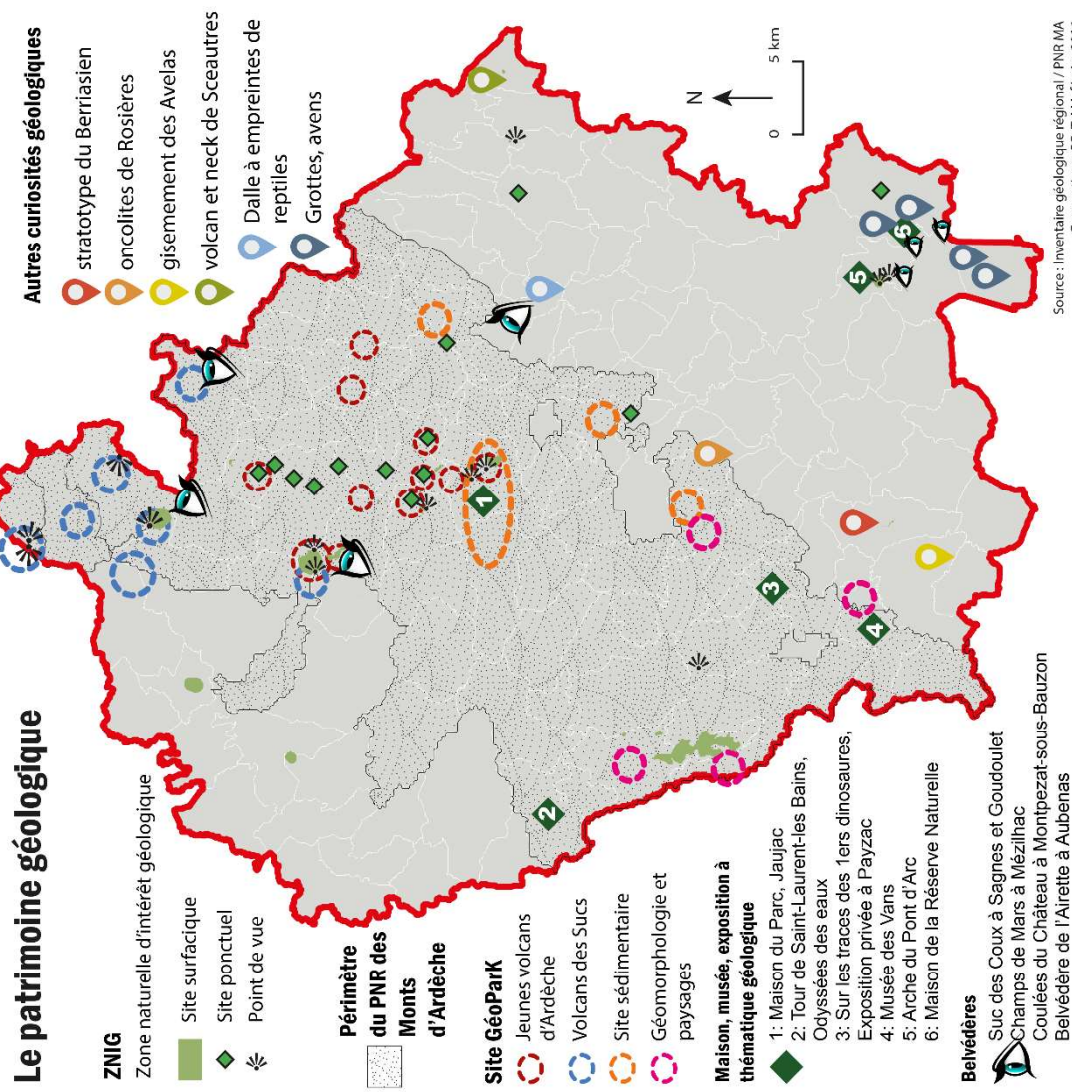 Le patrimoine géologique
ZNIG
Zone naturelle d'intérêt géologique
Site surfacique
Site ponctuel
Point de vue
Périmètre
du PNR des
Monts
d'Ardèche
Site GéoParK
Jeunes volcans
d'Ardèche
Volcans des Sucs
Site sédimentaire
Géomorphologie et
paysages
Maison, musée, exposition à
thématique géologique
1: Maison du Parc, Jaujac
2: Tour de Saint-Laurent-les Bains,
Odyssées des eaux
3: Sur les traces des 1ers dinosaures,
Exposition privée à Payzac
4: Musée des Vans
5: Arche du Pont d'Arc
6: Maison de la Réserve Naturelle
Belvédères
Suc des Coux à Sagnes et Goudoulet
Champs de Mars à Mézilhac
Coulées du Château à Montpezat-sous-Bauzon
Belvédère de l'Airette à Aubenas
Autres curiosités géologiques
stratotype du Berriasien
oncolites de Rosières
gisement des Avelas
volcan et neck de Sceautres
Dalle à empreintes de
reptiles
Grottes, avens
1
2
3
4
5
6
N
0
5 km
Source : Inventaire géologique régional / PNR MA